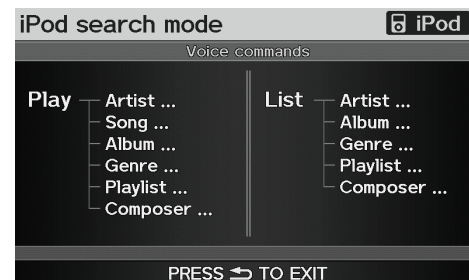 iPod search mode
iPod
Voice commands
Play
Artist ...
Song ...
Album ...
Genre ...
Playlist ...
Composer ...
List
Artist ...
Album ...
Genre ...
Playlist ...
Composer ...
PRESS TO EXIT